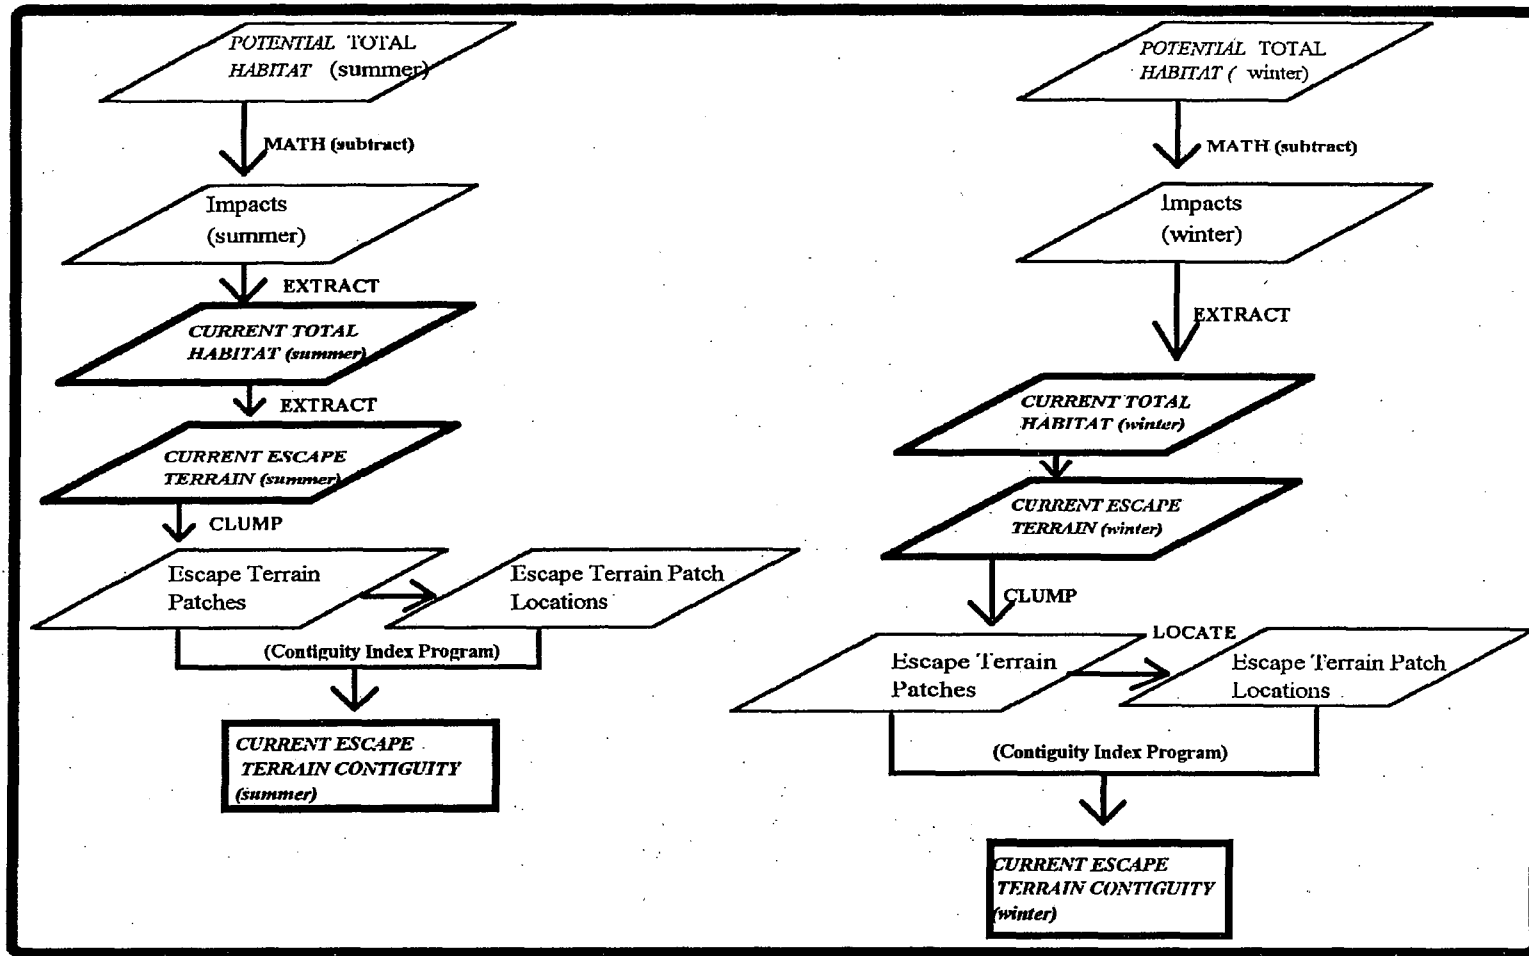 POTENTIAL TOTAL
HABITAT (summer)
MATH (subtract)
Impacts
(summer)
EXTRACT
CURRENT TOTAL
HABITAT (summer)
EXTRACT
CURRENT ESCAPE
TERRAIN (summer)
CLUMP
Escape Terrain
Patches
Escape Terrain Patch
Locations
(Contiguity Index Program)
CURRENT ESCAPE
TERRAIN CONTIGUITY
(summer)
POTENTIAL TOTAL
HABITAT ( winter)
MATH (subtract)
Impacts
(winter)
EXTRACT
CURRENT TOTAL
HABITAT (winter)
CURRENT ESCAPE
TERRAIN (winter)
CLUMP
Escape Terrain
Patches
LOCATE
Escape Terrain Patch
Locations
(Contiguity Index Program)
CURRENT ESCAPE
TERRAIN CONTIGUITY
(winter)